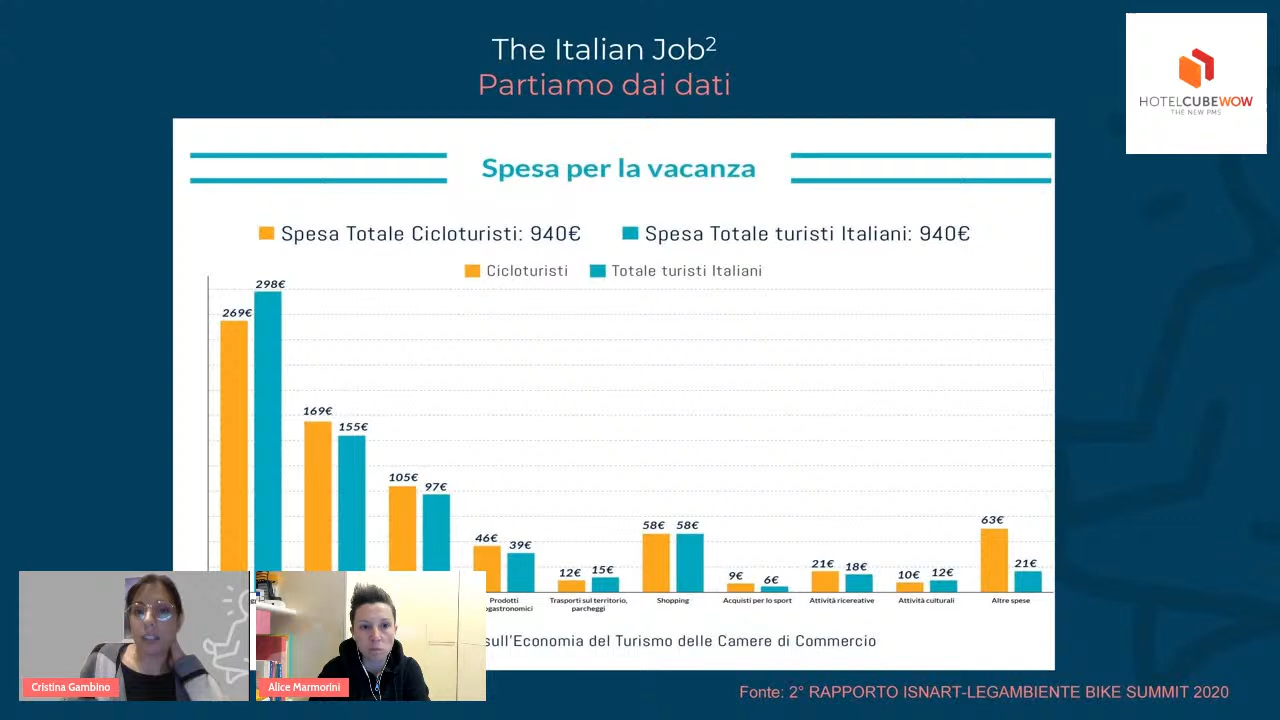 The Italian Job²
Partiamo dai dati
HOTELCUBEWOW
THE NEW PMS
Spesa per la vacanza
Spesa Totale Cicloturisti: 940€
Spesa Totale turisti Italiani: 940€
Cicloturisti
Totale turisti Italiani
269€
298€
169€
155€
105€
97€
46€
39€
12€
15€
58€
58€
9€
6€
21€
18€
10€
12€
63€
21€
Prodotti
ogastronomici
Trasporti sul territorio,
parcheggi
Shopping
Acquisti per lo sport
Attività ricereative
Attività culturali
Altre spese
sull'Economia del Turismo delle Camere di Commercio
Cristina Gambino
Alice Marmorini
Fonte: 2° RAPPORTO ISNART-LEGAMBIENTE BIKE SUMMIT 2020